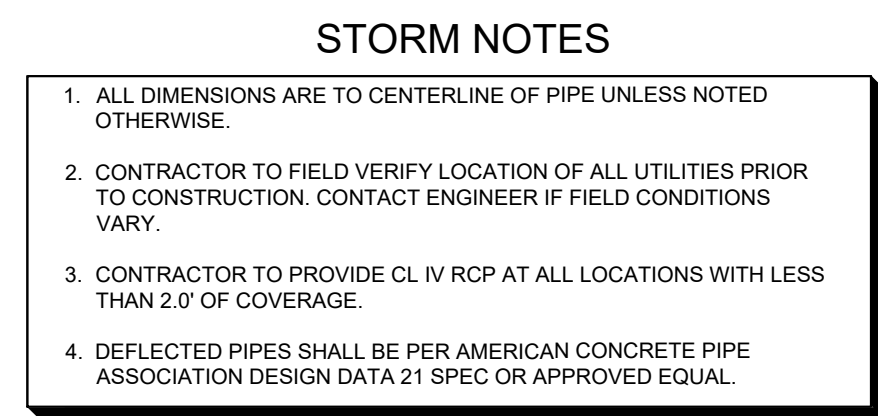 STORM NOTES
1. ALL DIMENSIONS ARE TO CENTERLINE OF PIPE UNLESS NOTED
OTHERWISE.
2. CONTRACTOR TO FIELD VERIFY LOCATION OF ALL UTILITIES PRIOR
TO CONSTRUCTION. CONTACT ENGINEER IF FIELD CONDITIONS
VARY.
3. CONTRACTOR TO PROVIDE CL IV RCP AT ALL LOCATIONS WITH LESS
THAN 2.0' OF COVERAGE.
4. DEFLECTED PIPES SHALL BE PER AMERICAN CONCRETE PIPE
ASSOCIATION DESIGN DATA 21 SPEC OR APPROVED EQUAL.